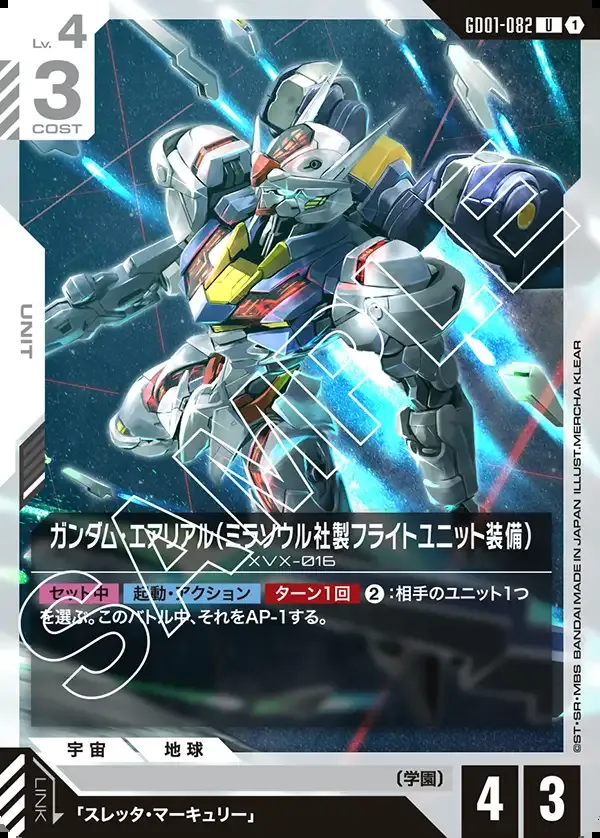 Lv. 4
3
COST
GD01-082 U 1
UNIT
ガンダム・エアリアル(ミラソウル社製フライトユニット装備)
XVX-016
セット中 起動・アクション ターン1回 ②:相手のユニット1つ
を選ぶ。このバトル中、それをAP-1する。
SAMPLE
宇宙 地球
〔学園〕
LINK
「スレッタ・マーキュリー」
4 3
©ST・SR・MBS BANDAI MADE IN JAPAN ILLUST.MERCHA KLEAR